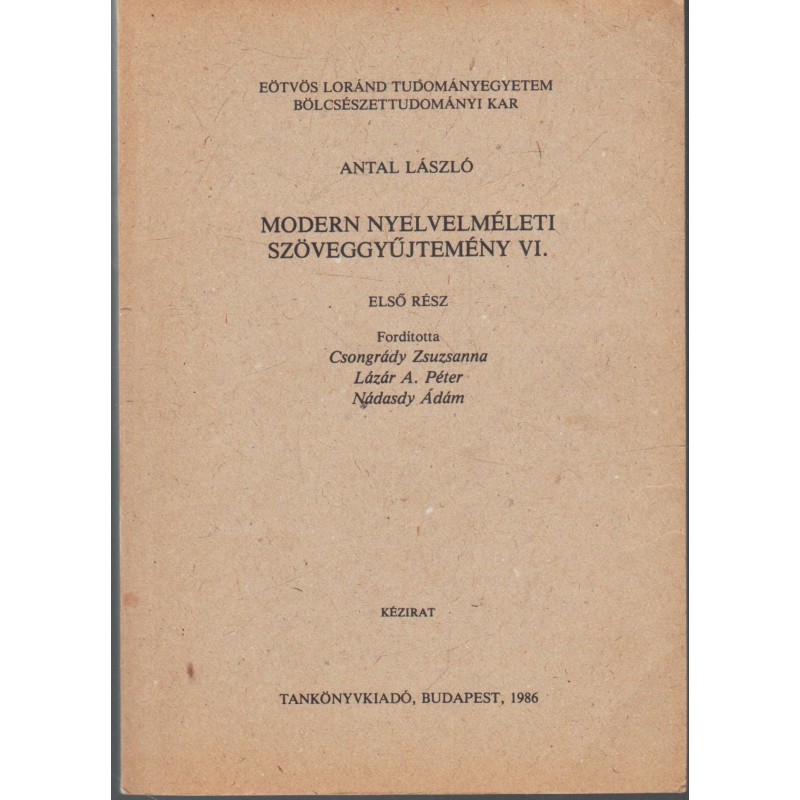 EÖTVÖS LORÁND TUDOMÁNYEGYETEM
BÖLCSÉSZETTUDOMÁNYI KAR
ANTAL LÁSZLÓ
MODERN NYELVELMÉLETI
SZÖVEGGYŰJTEMÉNY VI.
ELSŐ RÉSZ
Fordította
Csongrády Zsuzsanna
Lázár A. Péter
Nádasdy Ádám
KÉZIRAT
TANKÖNYVKIADÓ, BUDAPEST, 1986